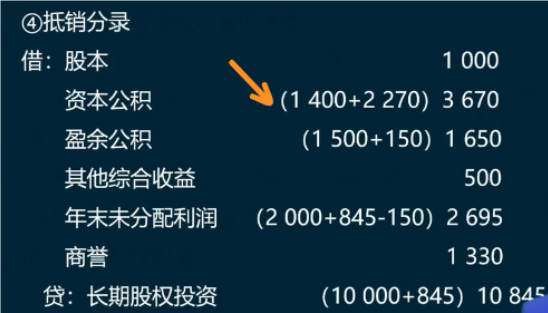 ④抵销分录
借：股本 1 000
资本公积 （1 400+2 270）3 670
盈余公积 （1 500+150）1 650
其他综合收益 500
年末未分配利润 （2 000+845-150）2 695
商誉 1 330
贷：长期股权投资 （10 000+845）10 845